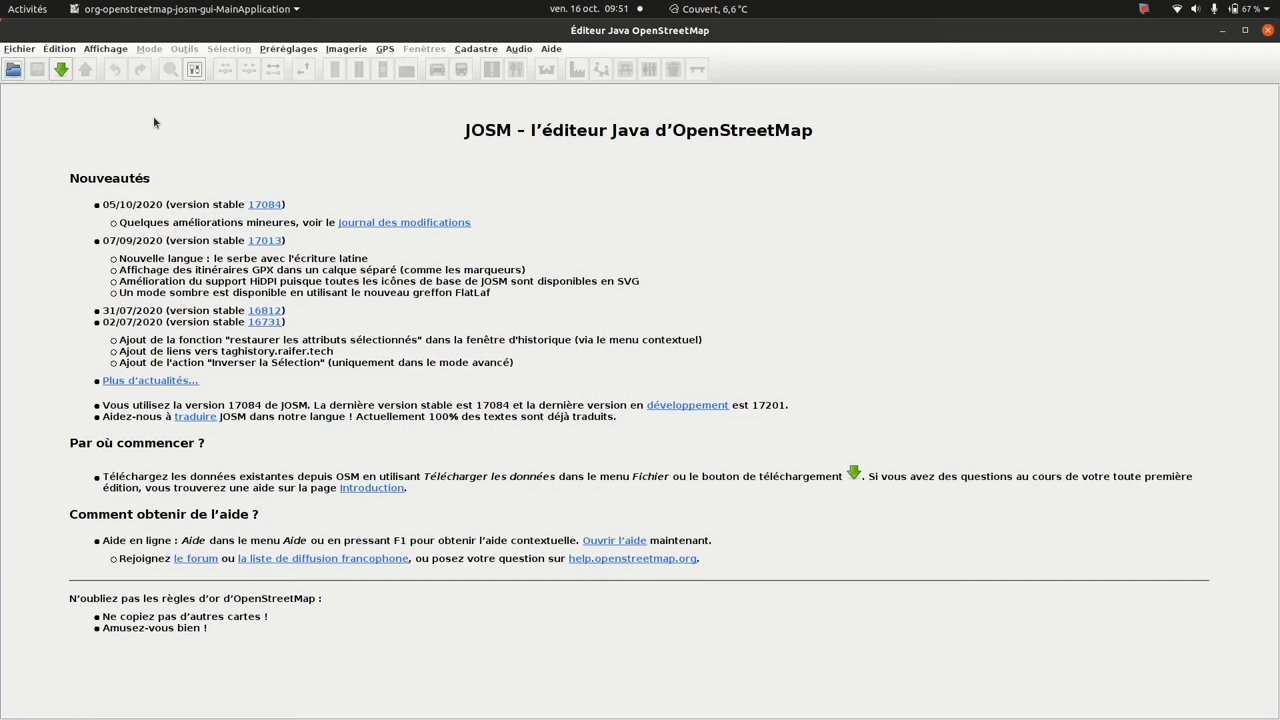 Activités org-openstreetmap-josm-gui-MainApplication ven. 16 oct. 09:51 Couvert, 6,6 °C 67 %
Éditeur Java OpenStreetMap
Fichier Édition Affichage Mode Outils Sélection Préréglages Imagerie GPS Fenêtres Cadastre Audio Aide
JOSM – l’éditeur Java d’OpenStreetMap
Nouveautés
05/10/2020 (version stable 17084)
Quelques améliorations mineures, voir le Journal des modifications
07/09/2020 (version stable 17013)
Nouvelle langue : le serbe avec l'écriture latine
Affichage des itinéraires GPX dans un calque séparé (comme les marqueurs)
Amélioration du support HiDPI puisque toutes les icônes de base de JOSM sont disponibles en SVG
Un mode sombre est disponible en utilisant le nouveau greffon FlatLaf
31/07/2020 (version stable 16812)
02/07/2020 (version stable 16731)
Ajout de la fonction "restaurer les attributs sélectionnés" dans la fenêtre d'historique (via le menu contextuel)
Ajout de liens vers taghistory.raifer.tech
Ajout de l'action "Inverser la Sélection" (uniquement dans le mode avancé)
Plus d’actualités...
Vous utilisez la version 17084 de JOSM. La dernière version stable est 17084 et la dernière version en développement est 17201.
Aidez-nous à traduire JOSM dans notre langue ! Actuellement 100% des textes sont déjà traduits.
Par où commencer ?
Téléchargez les données existantes depuis OSM en utilisant Télécharger les données dans le menu Fichier ou le bouton de téléchargement . Si vous avez des questions au cours de votre toute première
édition, vous trouverez une aide sur la page Introduction.
Comment obtenir de l’aide ?
Aide en ligne : Aide dans le menu Aide ou en pressant F1 pour obtenir l’aide contextuelle. Ouvrir l’aide maintenant.
Rejoignez le forum ou la liste de diffusion francophone, ou posez votre question sur help.openstreetmap.org.
N’oubliez pas les règles d’or d’OpenStreetMap :
Ne copiez pas d’autres cartes !
Amusez-vous bien !